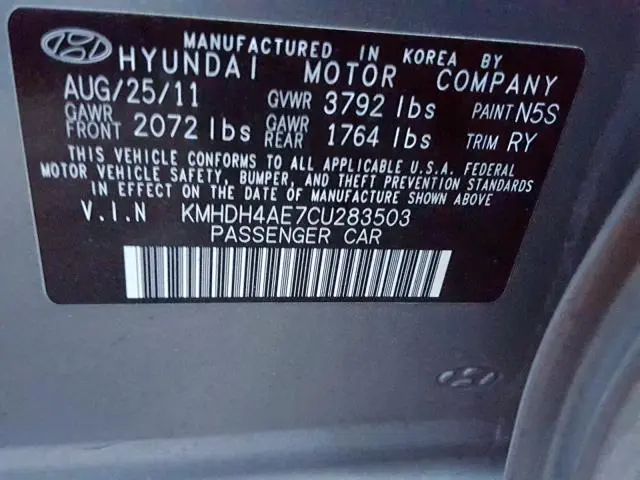 MANUFACTURED IN KOREA BY
HYUNDAI MOTOR COMPANY
AUG/25/11 GVWR 3792 lbs PAINT N5S
GAWR FRONT 2072 lbs GAWR REAR 1764 lbs TRIM RY
THIS VEHICLE CONFORMS TO ALL APPLICABLE U.S.A. FEDERAL
MOTOR VEHICLE SAFETY, BUMPER, AND THEFT PREVENTION STANDARDS
IN EFFECT ON THE DATE OF MANUFACTURE SHOWN ABOVE.
V.I.N KMHDH4AE7CU283503
PASSENGER CAR